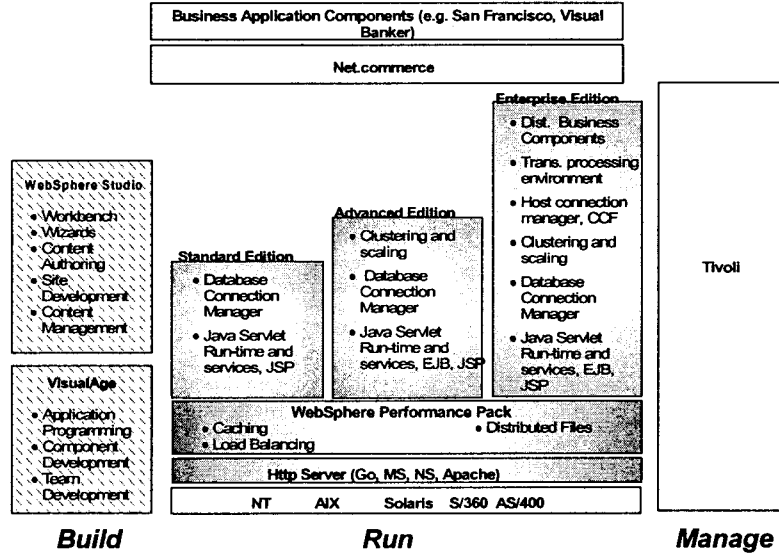 Business Application Components (e.g. San Francisco, Visual
Banker)
Net.commerce
WebSphere Studio
• Workbench
• Wizards
• Content
Authoring
• Site
Development
• Content
Management
VisualAge
• Application
Programming
• Component
Development
• Team
Development
Standard Edition
• Database
Connection
Manager
• Java Servlet
Run-time and
services, JSP
Advanced Edition
• Clustering and
scaling
• Database
Connection
Manager
• Java Servlet
Run-time and
services, EJB, JSP
Enterprise Edition
• Dist. Business
Components
• Trans. processing
environment
• Host connection
manager, CCF
• Clustering and
scaling
• Database
Connection
Manager
• Java Servlet
Run-time and
services, EJB,
JSP
WebSphere Performance Pack
• Caching
• Load Balancing
• Distributed Files
Http Server (Go, MS, NS, Apache)
NT AIX Solaris S/360 AS/400
Tivoli
Build
Run
Manage